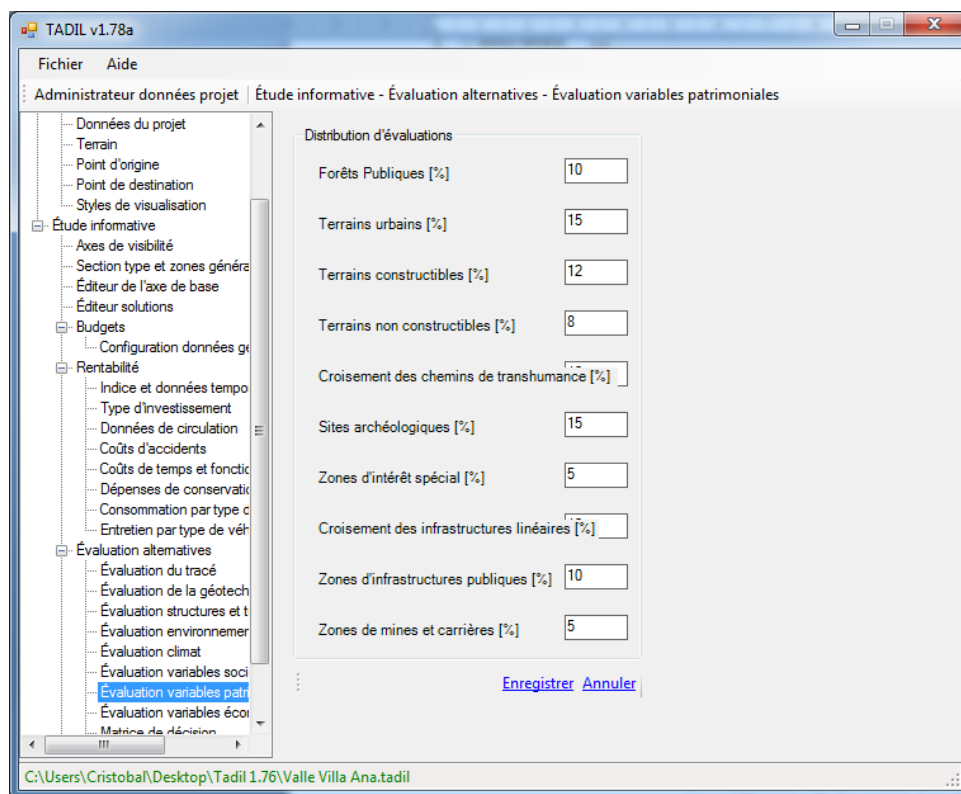 TADIL v1.78a
Fichier Aide
Administrateur données projet Étude informative - Évaluation alternatives - Évaluation variables patrimoniales
Données du projet
Terrain
Point d'origine
Point de destination
Styles de visualisation
Étude informative
Axes de visibilité
Section type et zones généra
Éditeur de l'axe de base
Éditeur solutions
Budgets
Configuration données gé
Rentabilité
Indice et données tempo
Type d'investissement
Données de circulation
Coûts d'accidents
Coûts de temps et fonctic
Dépenses de conservatio
Consommation par type d
Entretien par type de véh
Évaluation alternatives
Évaluation du tracé
Évaluation de la géotech
Évaluation structures et t
Évaluation environnemer
Évaluation climat
Évaluation variables soci
Évaluation variables patri
Évaluation variables écor
Matrice de décision
Distribution d'évaluations
Forêts Publiques [%] 10
Terrains urbains [%] 15
Terrains constructibles [%] 12
Terrains non constructibles [%] 8
Croisement des chemins de transhumance [%]
Sites archéologiques [%] 15
Zones d'intérêt spécial [%] 5
Croisement des infrastructures linéaires [%]
Zones d'infrastructures publiques [%] 10
Zones de mines et carrières [%] 5
Enregistrer Annuler
C:\Users\Cristobal\Desktop\Tadil 1.76\Valle Villa Ana.tadil